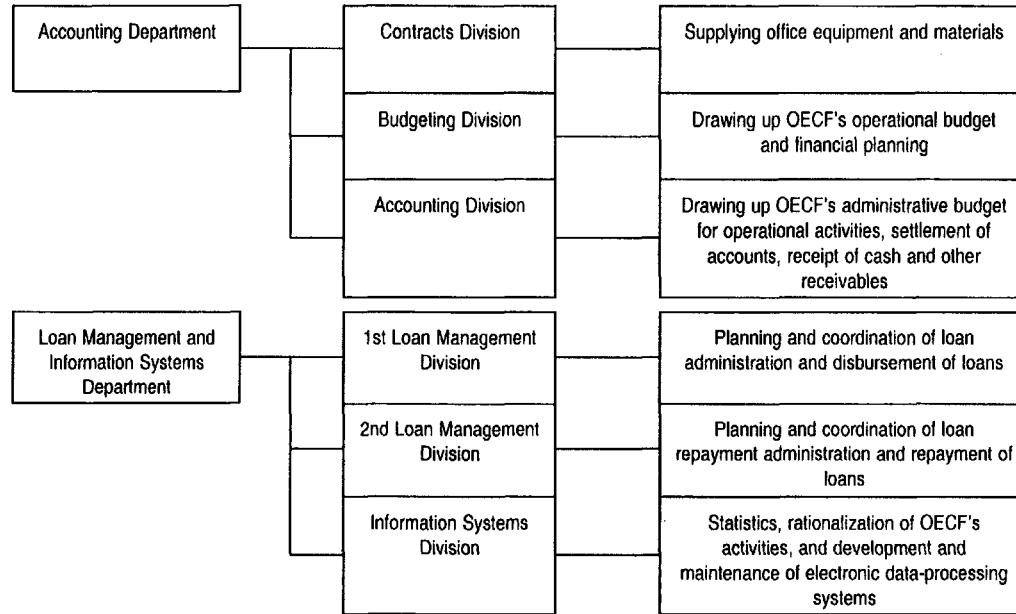 Accounting Department
Contracts Division
Supplying office equipment and materials
Budgeting Division
Drawing up OECF's operational budget
and financial planning
Accounting Division
Drawing up OECF's administrative budget
for operational activities, settlement of
accounts, receipt of cash and other
receivables
Loan Management and
Information Systems
Department
1st Loan Management
Division
Planning and coordination of loan
administration and disbursement of loans
2nd Loan Management
Division
Planning and coordination of loan
repayment administration and repayment of
loans
Information Systems
Division
Statistics, rationalization of OECF's
activities, and development and
maintenance of electronic data-processing
systems